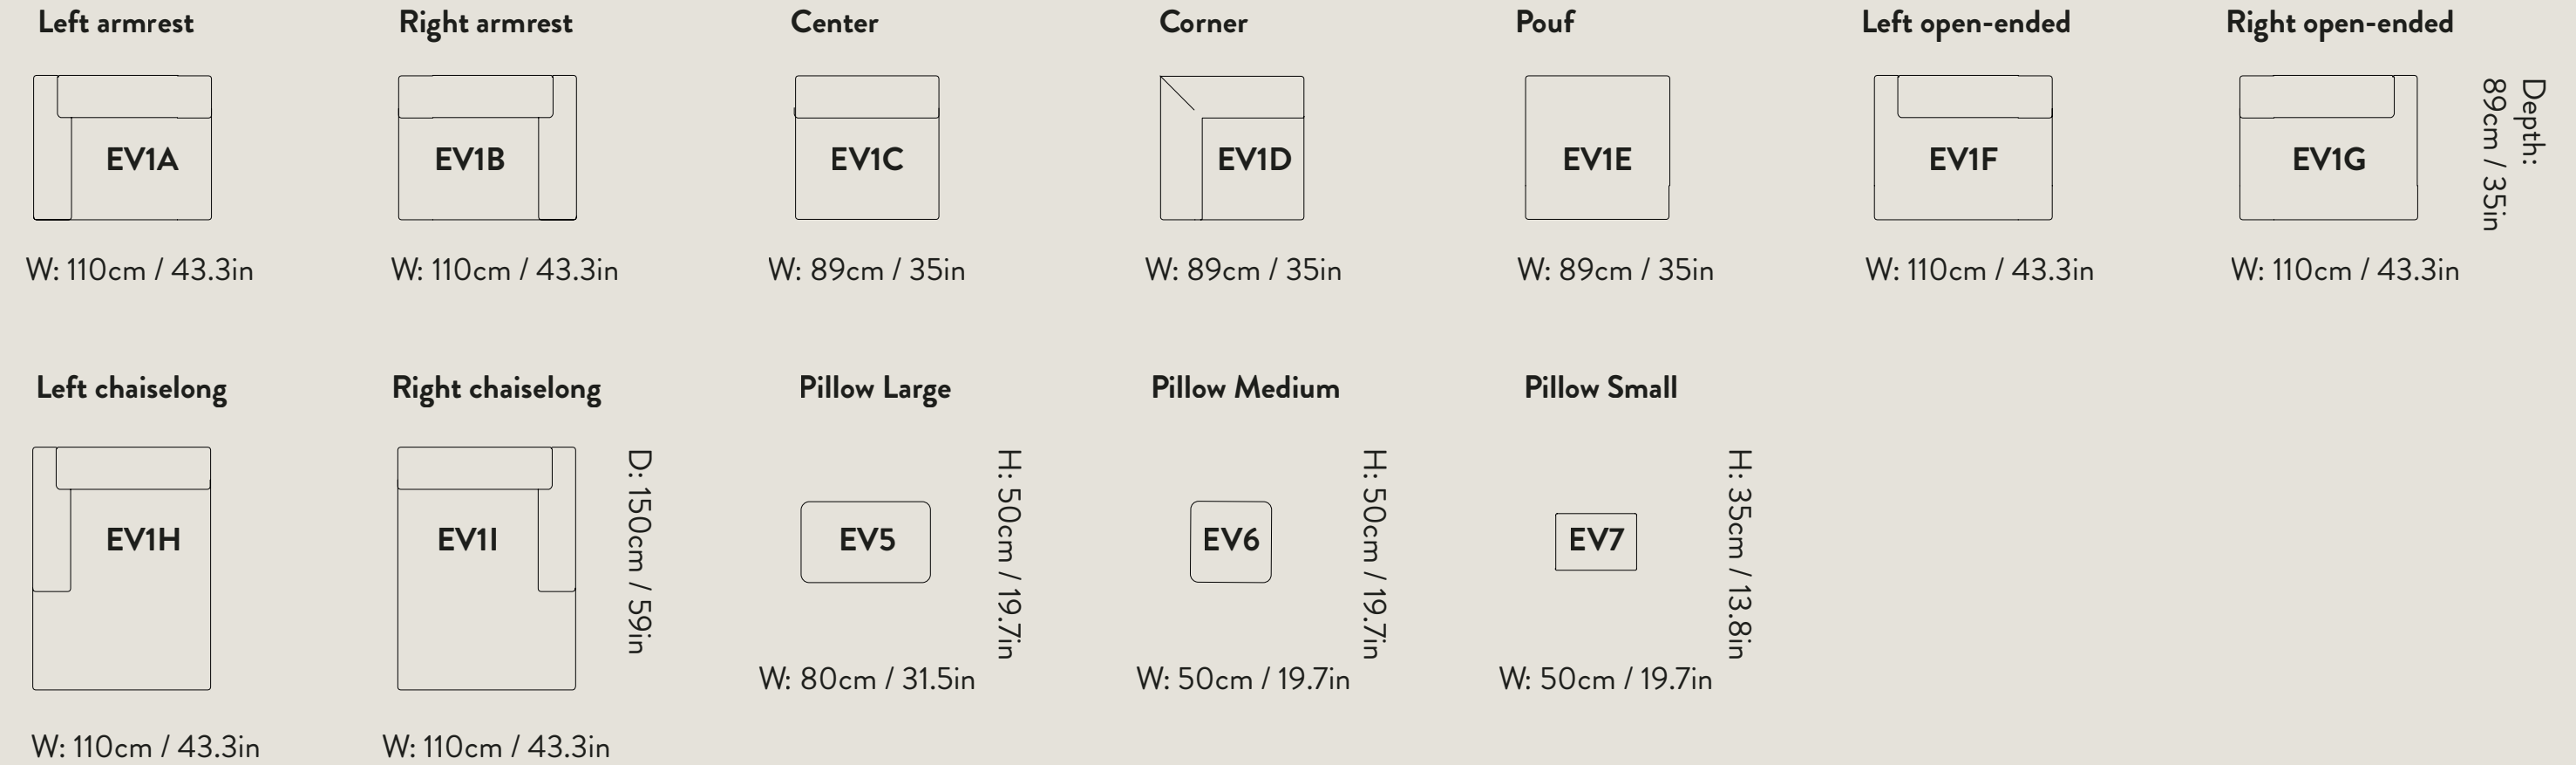 Left armrest
Right armrest
Center
Corner
Pouf
Left open-ended
Right open-ended
EV1A
EV1B
EV1C
EV1D
EV1E
EV1F
EV1G
Depth:
89cm / 35in
W: 110cm / 43.3in
W: 110cm / 43.3in
W: 89cm / 35in
W: 89cm / 35in
W: 89cm / 35in
W: 110cm / 43.3in
W: 110cm / 43.3in
Left chaiselong
Right chaiselong
Pillow Large
Pillow Medium
Pillow Small
EV1H
EV1I
D: 150cm / 59in
EV5
H: 50cm / 19.7in
EV6
H: 50cm / 19.7in
EV7
H: 35cm / 13.8in
W: 80cm / 31.5in
W: 50cm / 19.7in
W: 50cm / 19.7in
W: 110cm / 43.3in
W: 110cm / 43.3in